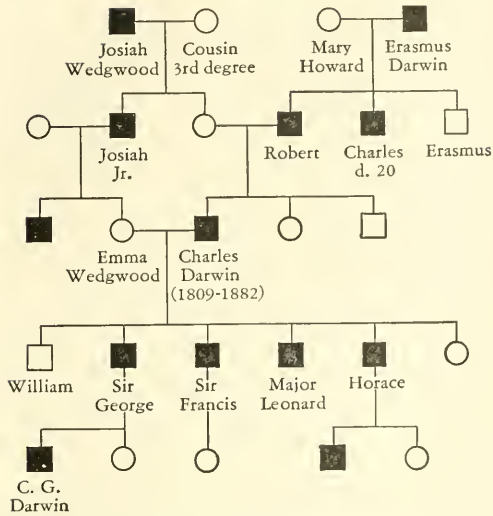 Josiah
Wedgwood
Cousin
3rd degree
Mary
Howard
Erasmus
Darwin
Josiah
Jr.
Robert
Charles
d. 20
Erasmus
Emma
Wedgwood
Charles
Darwin
(1809-1882)
William
Sir
George
Sir
Francis
Major
Leonard
Horace
C. G.
Darwin